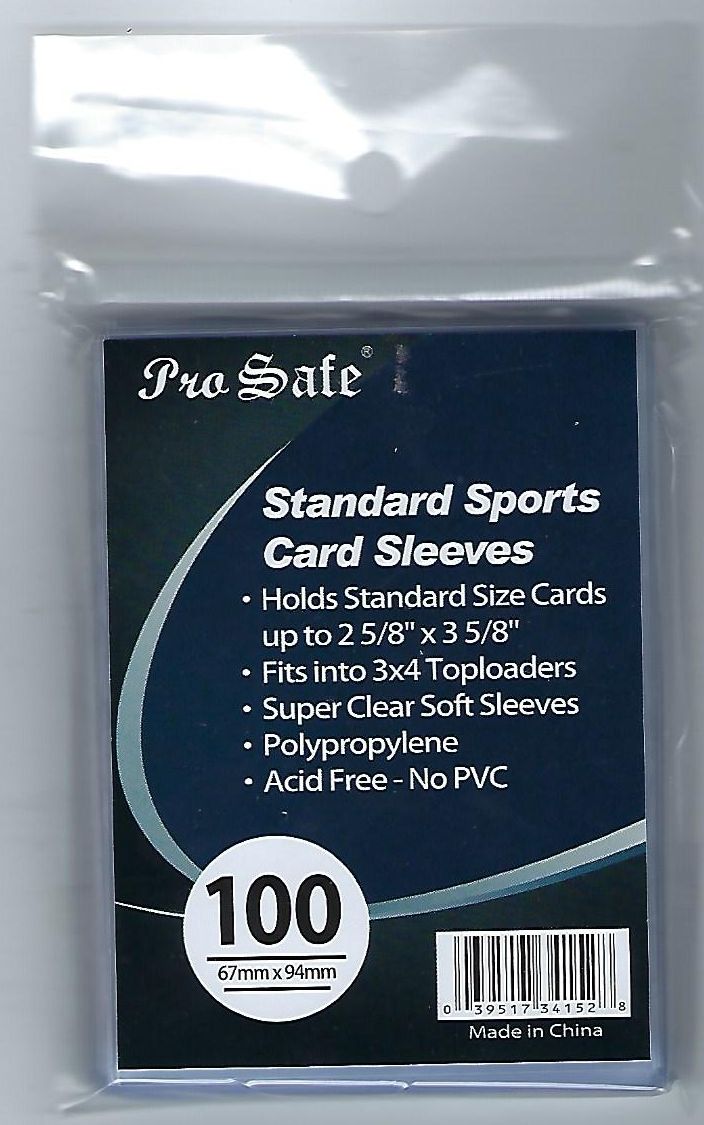 Pro Safe®
Standard Sports
Card Sleeves
• Holds Standard Size Cards
up to 2 5/8" x 3 5/8"
• Fits into 3x4 Toploaders
• Super Clear Soft Sleeves
• Polypropylene
• Acid Free - No PVC
100
67mm x 94mm
0 39517 34152 8
Made in China